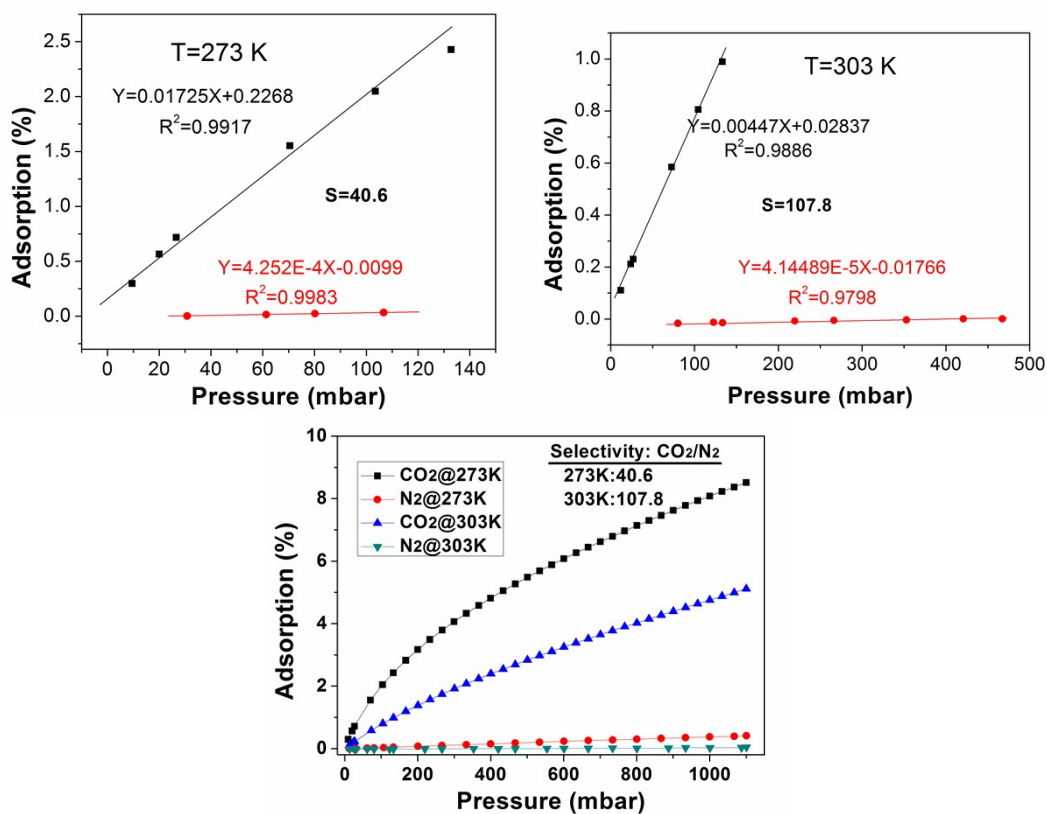 T=273 K
Y=0.01725X+0.2268
R²=0.9917
S=40.6
Y=4.252E-4X-0.0099
R²=0.9983
Adsorption (%)
2.5
2.0
1.5
1.0
0.5
0.0
0 20 40 60 80 100 120 140
Pressure (mbar)
T=303 K
Y=0.00447X+0.02837
R²=0.9886
S=107.8
Y=4.14489E-5X-0.01766
R²=0.9798
Adsorption (%)
1.0
0.8
0.6
0.4
0.2
0.0
0 100 200 300 400 500
Pressure (mbar)
Selectivity: CO₂/N₂
273K:40.6
303K:107.8
CO₂@273K
N₂@273K
CO₂@303K
N₂@303K
Adsorption (%)
10
8
6
4
2
0
0 200 400 600 800 1000
Pressure (mbar)